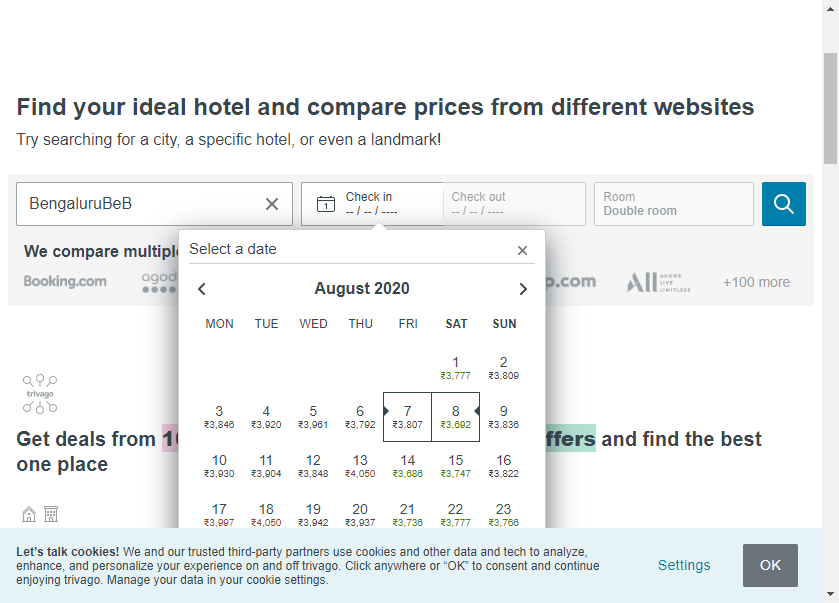 Find your ideal hotel and compare prices from different websites
Try searching for a city, a specific hotel, or even a landmark!
BengaluruBeB
Check in
-- / -- / ----
Check out
-- / -- / ----
Room
Double room
We compare multiple
Booking.com
agod
p.com
All ACCOR LIVE LIMITLESS
+100 more
Select a date
August 2020
MON TUE WED THU FRI SAT SUN
1 2
₹3,777 ₹3,809
3 4 5 6 7 8 9
₹3,846 ₹3,920 ₹3,961 ₹3,792 ₹3,807 ₹3,692 ₹3,836
10 11 12 13 14 15 16
₹3,930 ₹3,904 ₹3,848 ₹4,050 ₹3,686 ₹3,747 ₹3,822
17 18 19 20 21 22 23
₹3,997 ₹4,050 ₹3,942 ₹3,937 ₹3,736 ₹3,777 ₹3,766
trivago
Get deals from 10 ffers and find the best
one place
Let's talk cookies! We and our trusted third-party partners use cookies and other data and tech to analyze,
enhance, and personalize your experience on and off trivago. Click anywhere or “OK” to consent and continue
enjoying trivago. Manage your data in your cookie settings.
Settings
OK